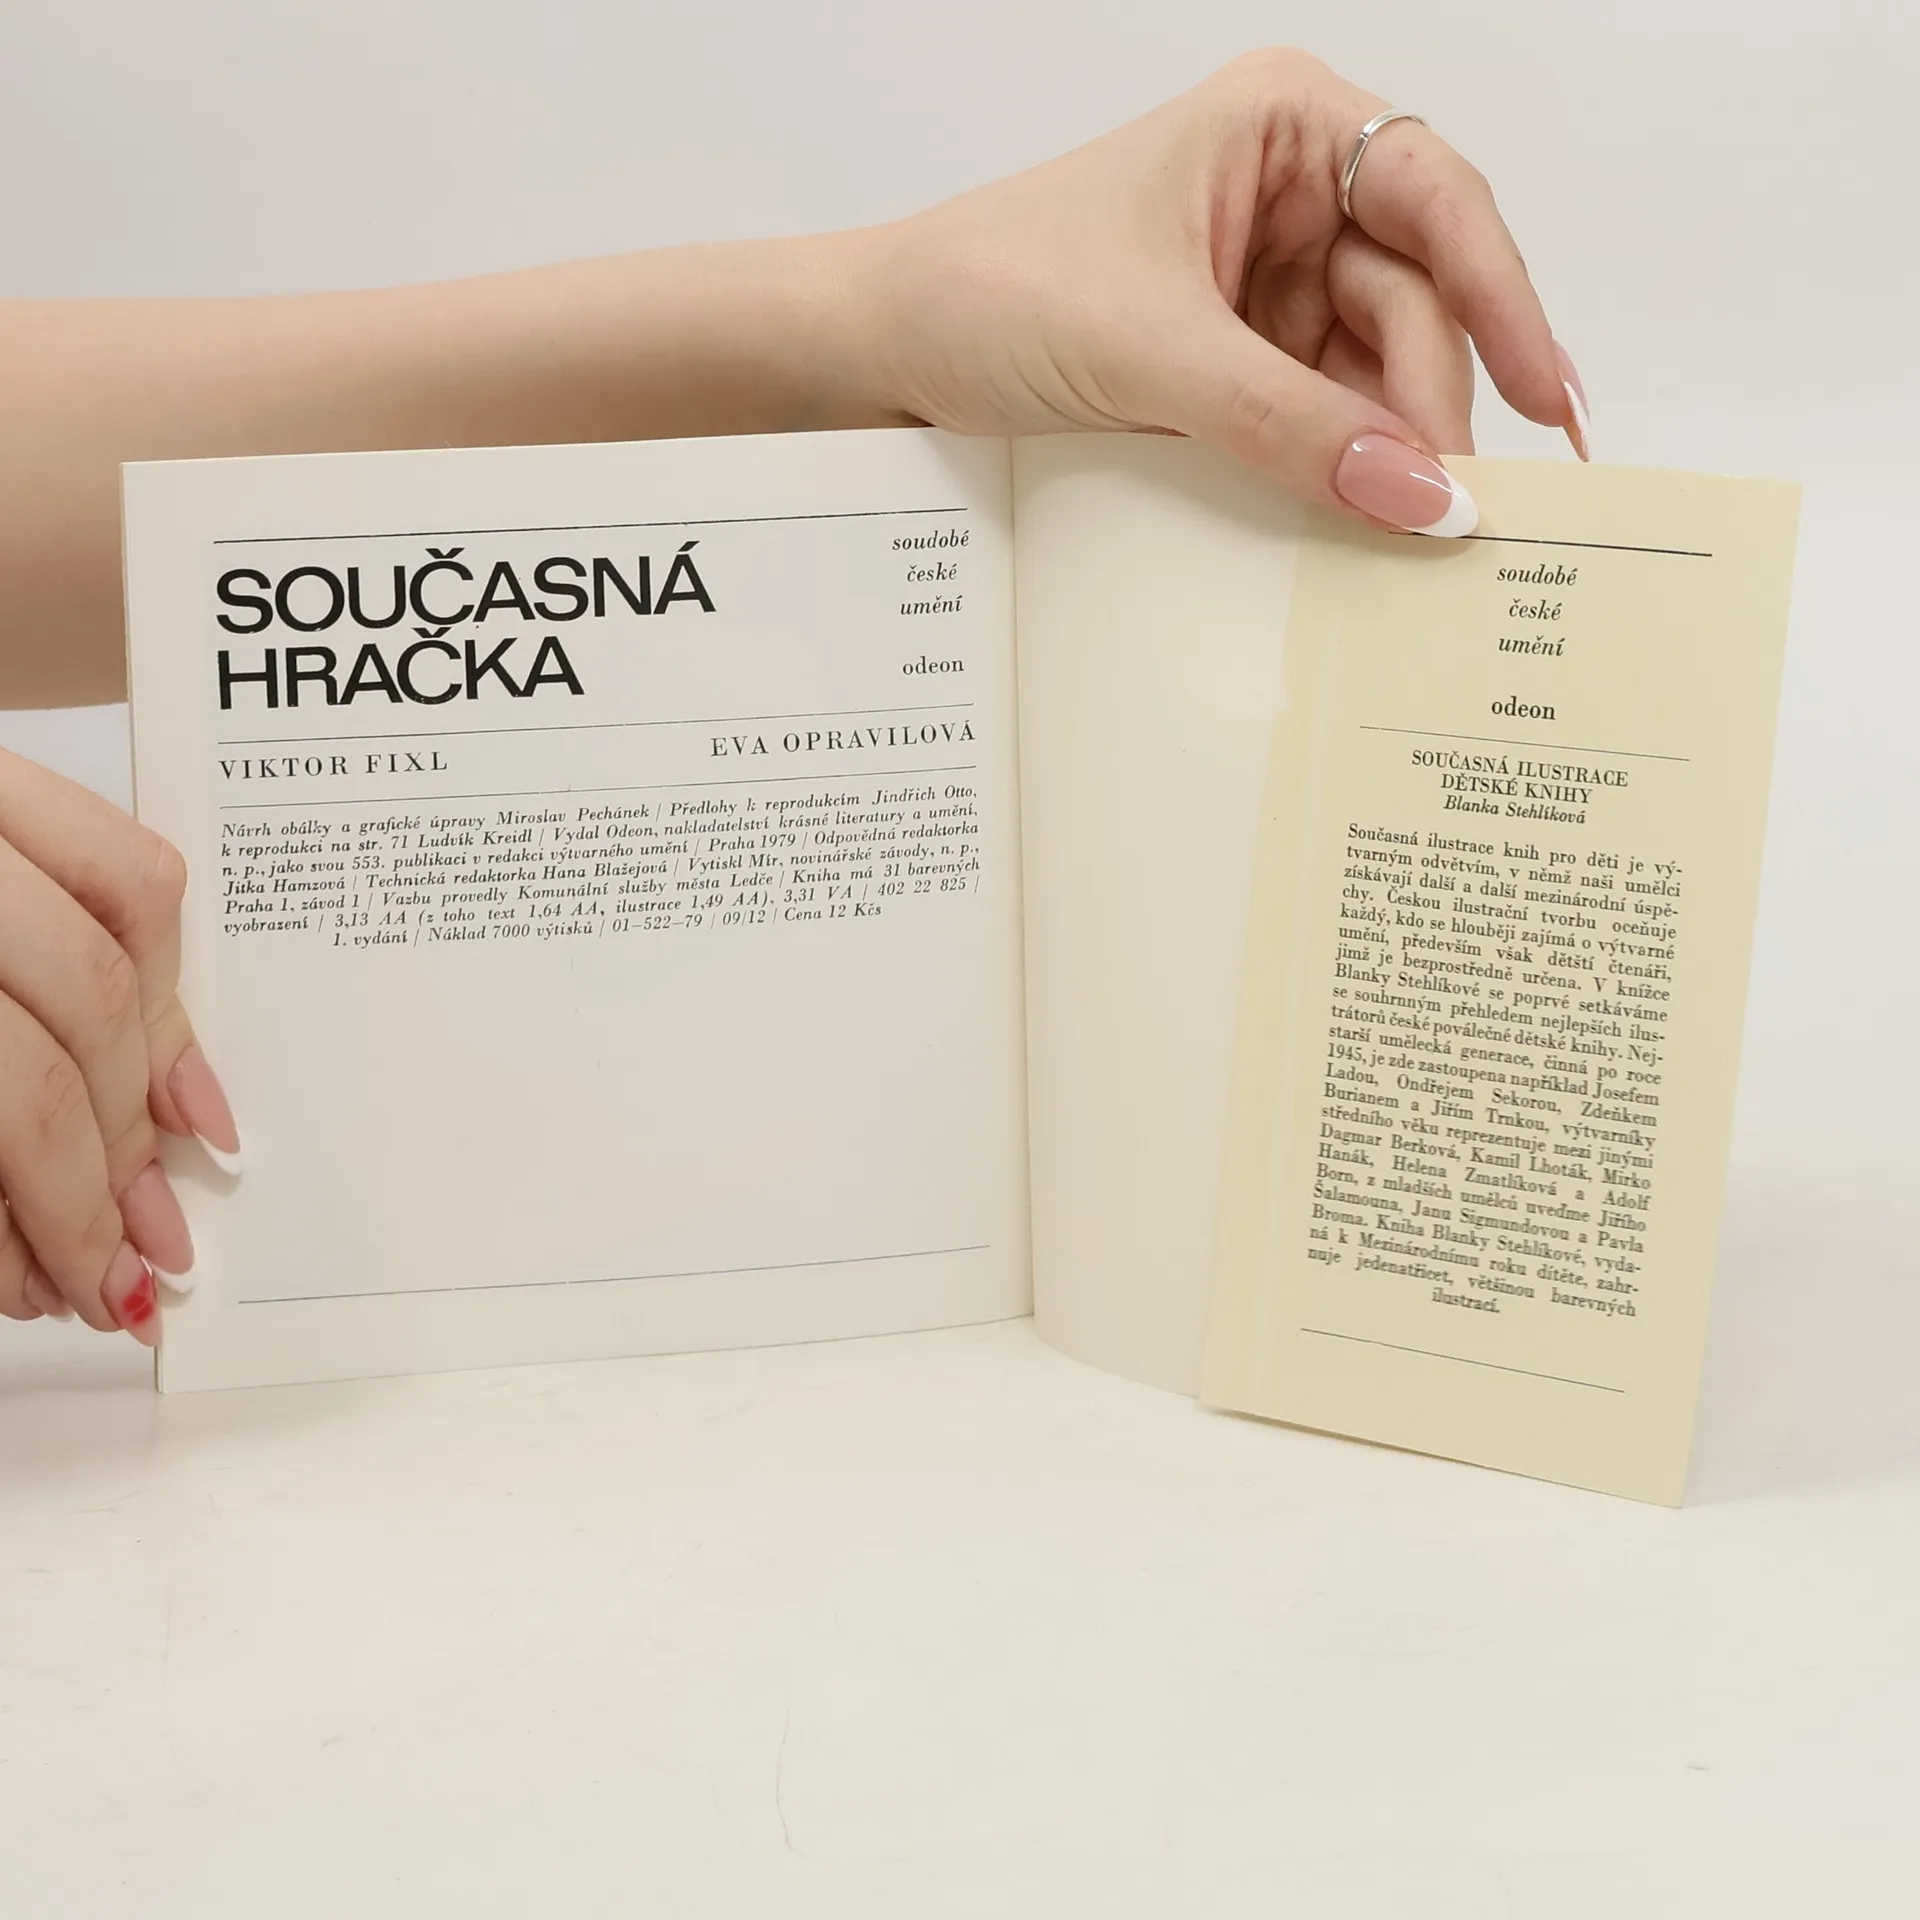 SOUČASNÁ
HRAČKA
soudobé
české
umění
odeon
VIKTOR FIXL
EVA OPRAVILOVÁ
Návrh obálky a grafické úpravy Miroslav Pechánek / Předlohy k reprodukcím Jindřich Otto,
k reprodukci na str. 71 Ludvík Kreidl / Vydal Odeon, nakladatelství krásné literatury a umění,
n. p., jako svou 553. publikaci v redakci výtvarného umění / Praha 1979 / Odpovědná redaktorka
Jitka Hamzová / Technická redaktorka Hana Blažejová / Vytiskl Mír, novinářské závody, n. p.,
Praha 1, závod 1 / Vazbu provedly Komunální služby města Ledče / Kniha má 31 barevných
vyobrazení / 3,13 AA (z toho text 1,64 AA, ilustrace 1,49 AA), 3,31 VA / 402 22 825 /
1. vydání / Náklad 7000 výtisků / 01–522–79 / 09/12 / Cena 12 Kčs
soudobé
české
umění
odeon
SOUČASNÁ ILUSTRACE
DĚTSKÉ KNIHY
Blanka Stehlíková
Současná ilustrace knih pro děti je vý-
tvarným odvětvím, v němž naši umělci
získávají další a další mezinárodní úspě-
chy. Českou ilustrační tvorbu oceňuje
každý, kdo se hlouběji zajímá o výtvarné
umění, především však dětští čtenáři,
jimž je bezprostředně určena. V knížce
Blanky Stehlíkové se poprvé setkáváme
se souhrnným přehledem nejlepších ilus-
trátorů české poválečné dětské knihy. Nej-
starší umělecká generace, činná po roce
1945, je zde zastoupena například Josefem
Ladou, Ondřejem Sekorou, Zdeňkem
Burianem a Jiřím Trnkou, výtvarníky
středního věku reprezentuje mezi jinými
Dagmar Berková, Kamil Lhoták, Mirko
Hanák, Helena Zmatlíková a Adolf
Born, z mladších umělců uveďme Jiřího
Šalamouna, Janu Sigmundovou a Pavla
Broma. Kniha Blanky Stehlíkové, vyda-
ná k Mezinárodnímu roku dítěte, zahr-
nuje jedenatřicet, většinou barevných
ilustrací.